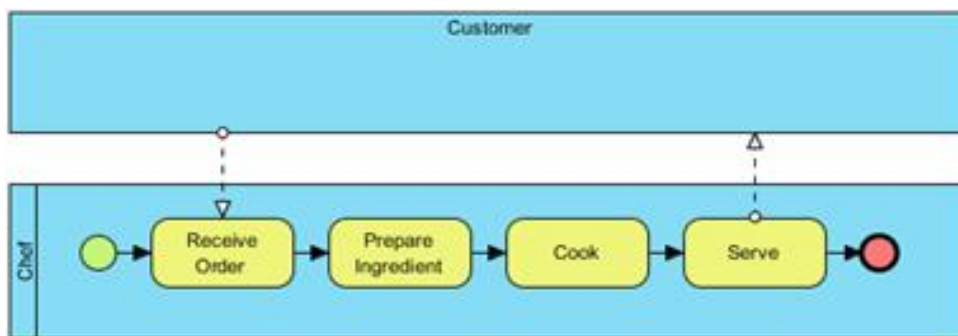 Customer
Chef
Receive
Order
Prepare
Ingredient
Cook
Serve